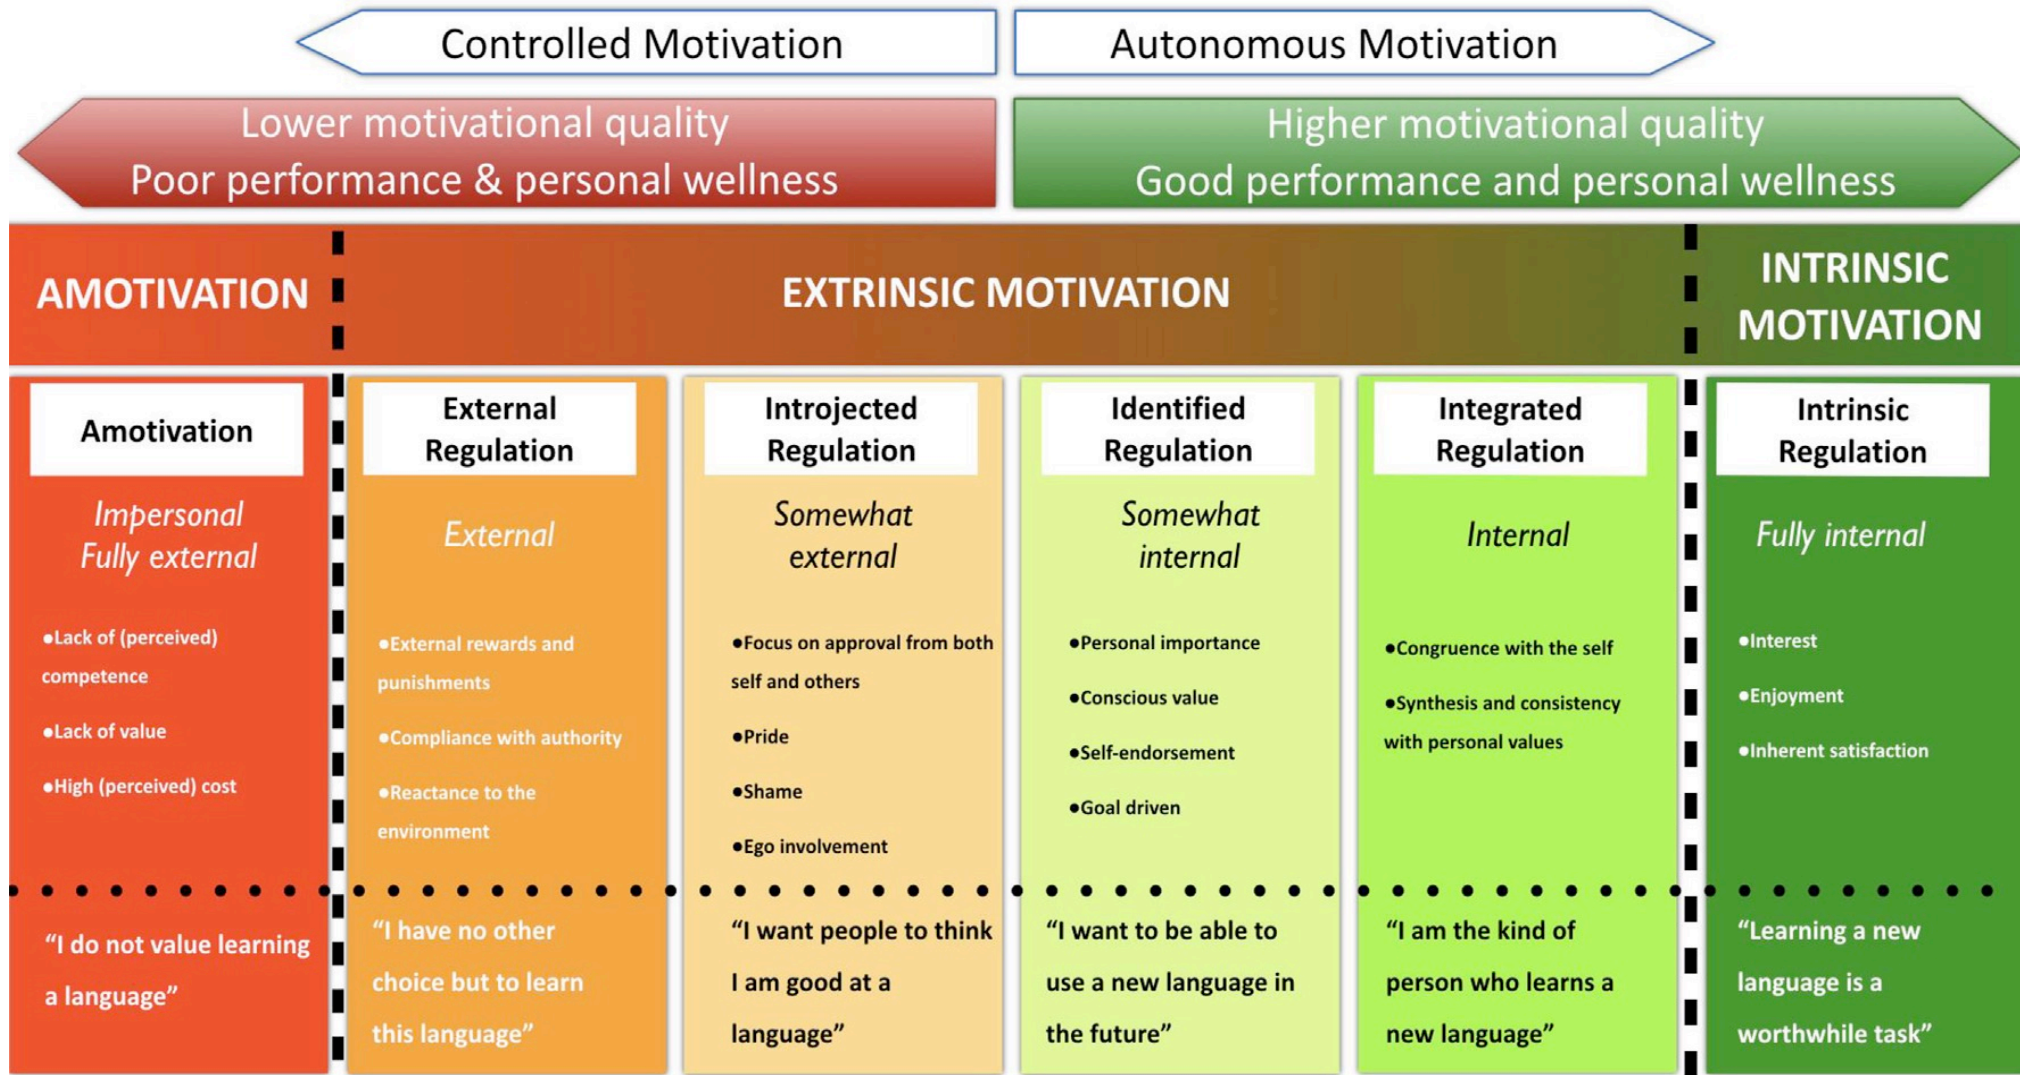 Controlled Motivation
Autonomous Motivation
Lower motivational quality
Poor performance & personal wellness
Higher motivational quality
Good performance and personal wellness
AMOTIVATION
EXTRINSIC MOTIVATION
INTRINSIC
MOTIVATION
Amotivation
Impersonal
Fully external
●Lack of (perceived)
competence
●Lack of value
●High (perceived) cost
“I do not value learning
a language”
External
Regulation
External
●External rewards and
punishments
●Compliance with authority
●Reactance to the
environment
“I have no other
choice but to learn
this language”
Introjected
Regulation
Somewhat
external
●Focus on approval from both
self and others
●Pride
●Shame
●Ego involvement
“I want people to think
I am good at a
language”
Identified
Regulation
Somewhat
internal
●Personal importance
●Conscious value
●Self-endorsement
●Goal driven
“I want to be able to
use a new language in
the future”
Integrated
Regulation
Internal
●Congruence with the self
●Synthesis and consistency
with personal values
“I am the kind of
person who learns a
new language”
Intrinsic
Regulation
Fully internal
●Interest
●Enjoyment
●Inherent satisfaction
“Learning a new
language is a
worthwhile task”